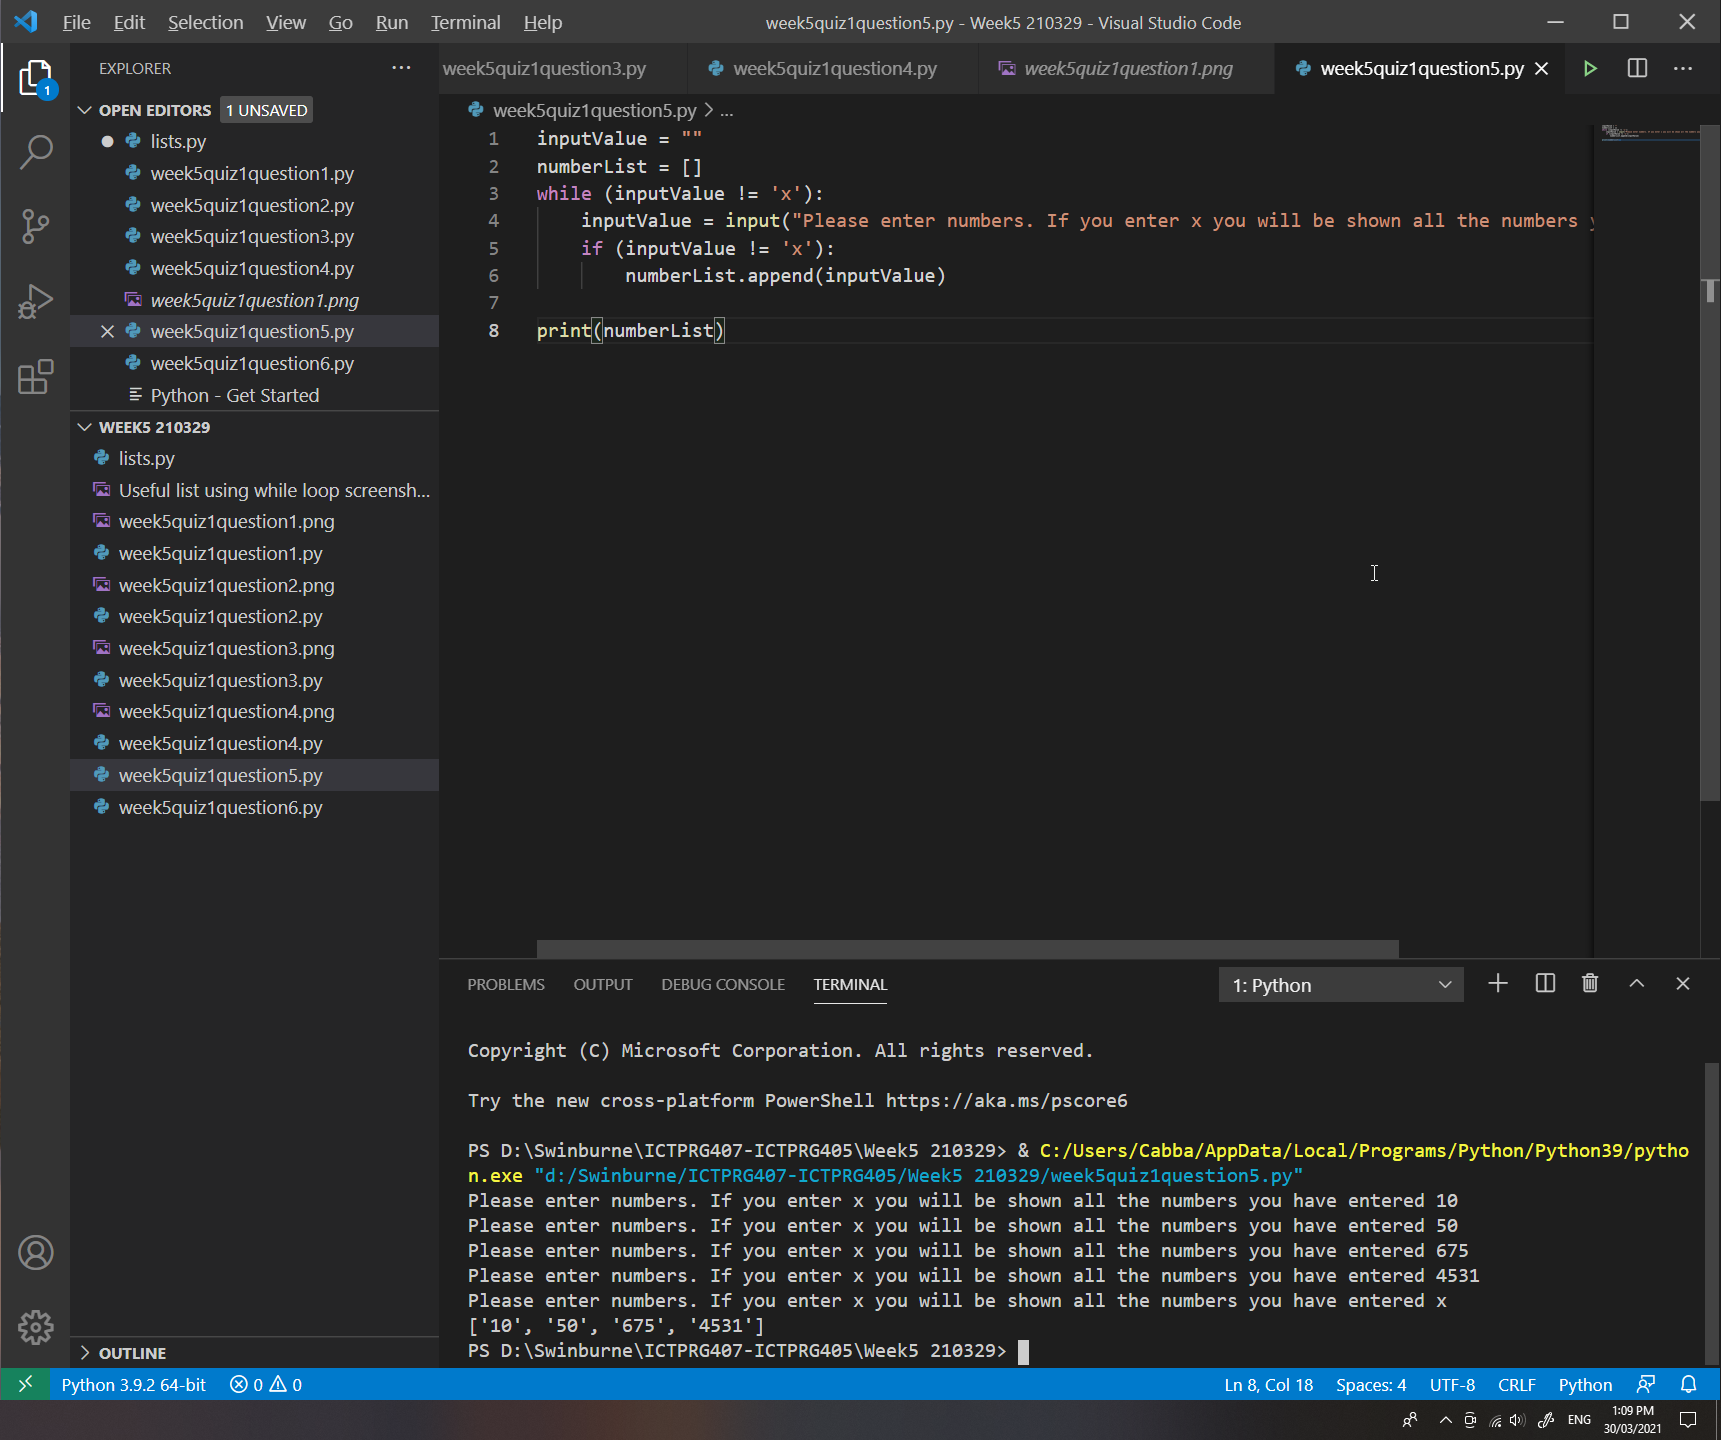 File Edit Selection View Go Run Terminal Help week5quiz1question5.py - Week5 210329 - Visual Studio Code
1
EXPLORER
OPEN EDITORS 1 UNSAVED
lists.py
week5quiz1question1.py
week5quiz1question2.py
week5quiz1question3.py
week5quiz1question4.py
week5quiz1question1.png
week5quiz1question5.py
week5quiz1question6.py
Python - Get Started
WEEK5 210329
lists.py
Useful list using while loop screensh...
week5quiz1question1.png
week5quiz1question1.py
week5quiz1question2.png
week5quiz1question2.py
week5quiz1question3.png
week5quiz1question3.py
week5quiz1question4.png
week5quiz1question4.py
week5quiz1question5.py
week5quiz1question6.py
OUTLINE
week5quiz1question3.py week5quiz1question4.py week5quiz1question1.png week5quiz1question5.py
week5quiz1question5.py > ...
1 inputValue = ""
2 numberList = []
3 while (inputValue != 'x'):
4 inputValue = input("Please enter numbers. If you enter x you will be shown all the numbers
5 if (inputValue != 'x'):
6 numberList.append(inputValue)
7
8 print(numberList)
PROBLEMS OUTPUT DEBUG CONSOLE TERMINAL 1: Python
Copyright (C) Microsoft Corporation. All rights reserved.
Try the new cross-platform PowerShell https://aka.ms/pscore6
PS D:\Swinburne\ICTPRG407-ICTPRG405\Week5 210329> & C:/Users/Cabba/AppData/Local/Programs/Python/Python39/pytho
n.exe "d:/Swinburne/ICTPRG407-ICTPRG405/Week5 210329/week5quiz1question5.py"
Please enter numbers. If you enter x you will be shown all the numbers you have entered 10
Please enter numbers. If you enter x you will be shown all the numbers you have entered 50
Please enter numbers. If you enter x you will be shown all the numbers you have entered 675
Please enter numbers. If you enter x you will be shown all the numbers you have entered 4531
Please enter numbers. If you enter x you will be shown all the numbers you have entered x
['10', '50', '675', '4531']
PS D:\Swinburne\ICTPRG407-ICTPRG405\Week5 210329>
Python 3.9.2 64-bit 0 0 Ln 8, Col 18 Spaces: 4 UTF-8 CRLF Python
ENG 1:09 PM
30/03/2021